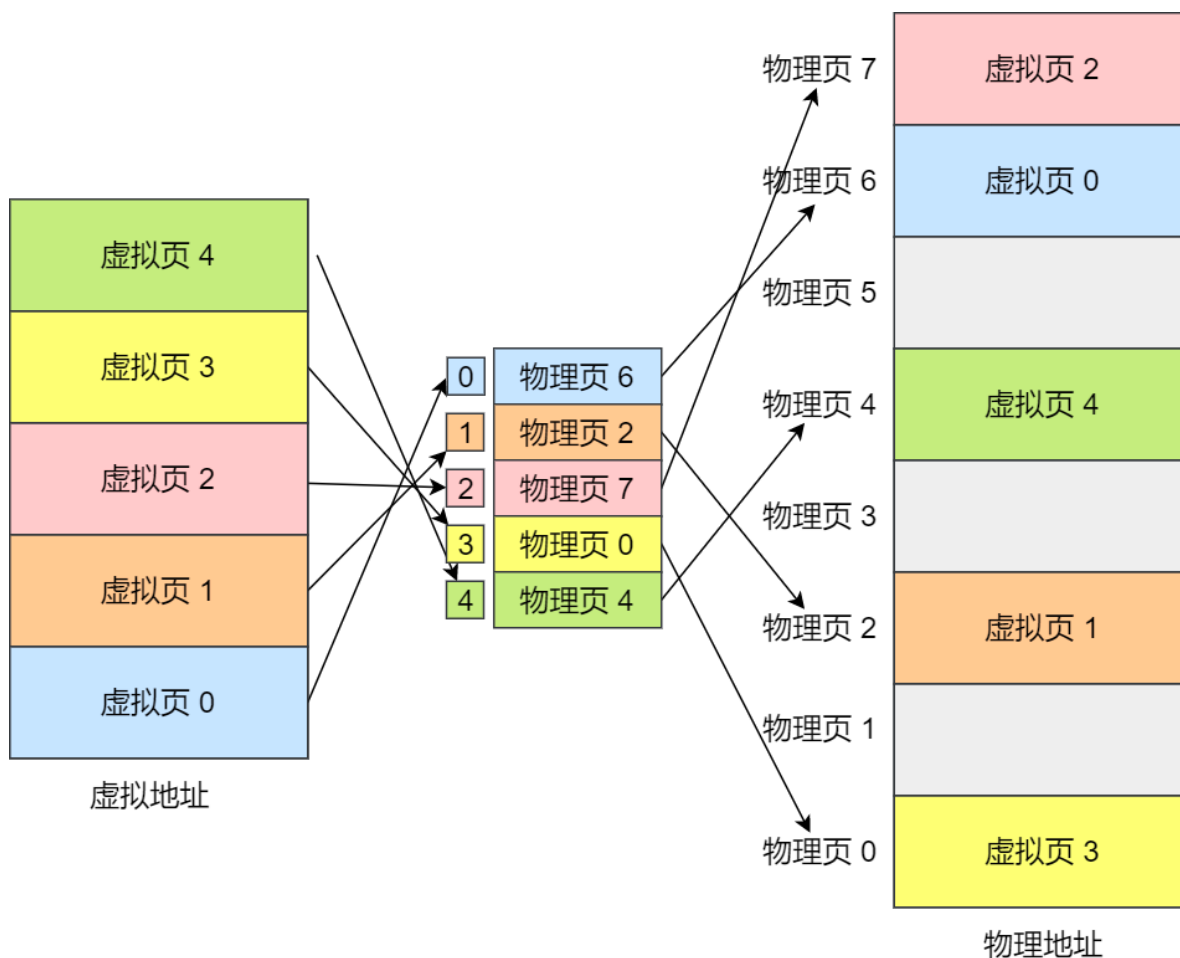 虚拟页 4
虚拟页 3
虚拟页 2
虚拟页 1
虚拟页 0
虚拟地址
0 物理页 6
1 物理页 2
2 物理页 7
3 物理页 0
4 物理页 4
物理页 7 虚拟页 2
物理页 6 虚拟页 0
物理页 5
物理页 4 虚拟页 4
物理页 3
物理页 2 虚拟页 1
物理页 1
物理页 0 虚拟页 3
物理地址